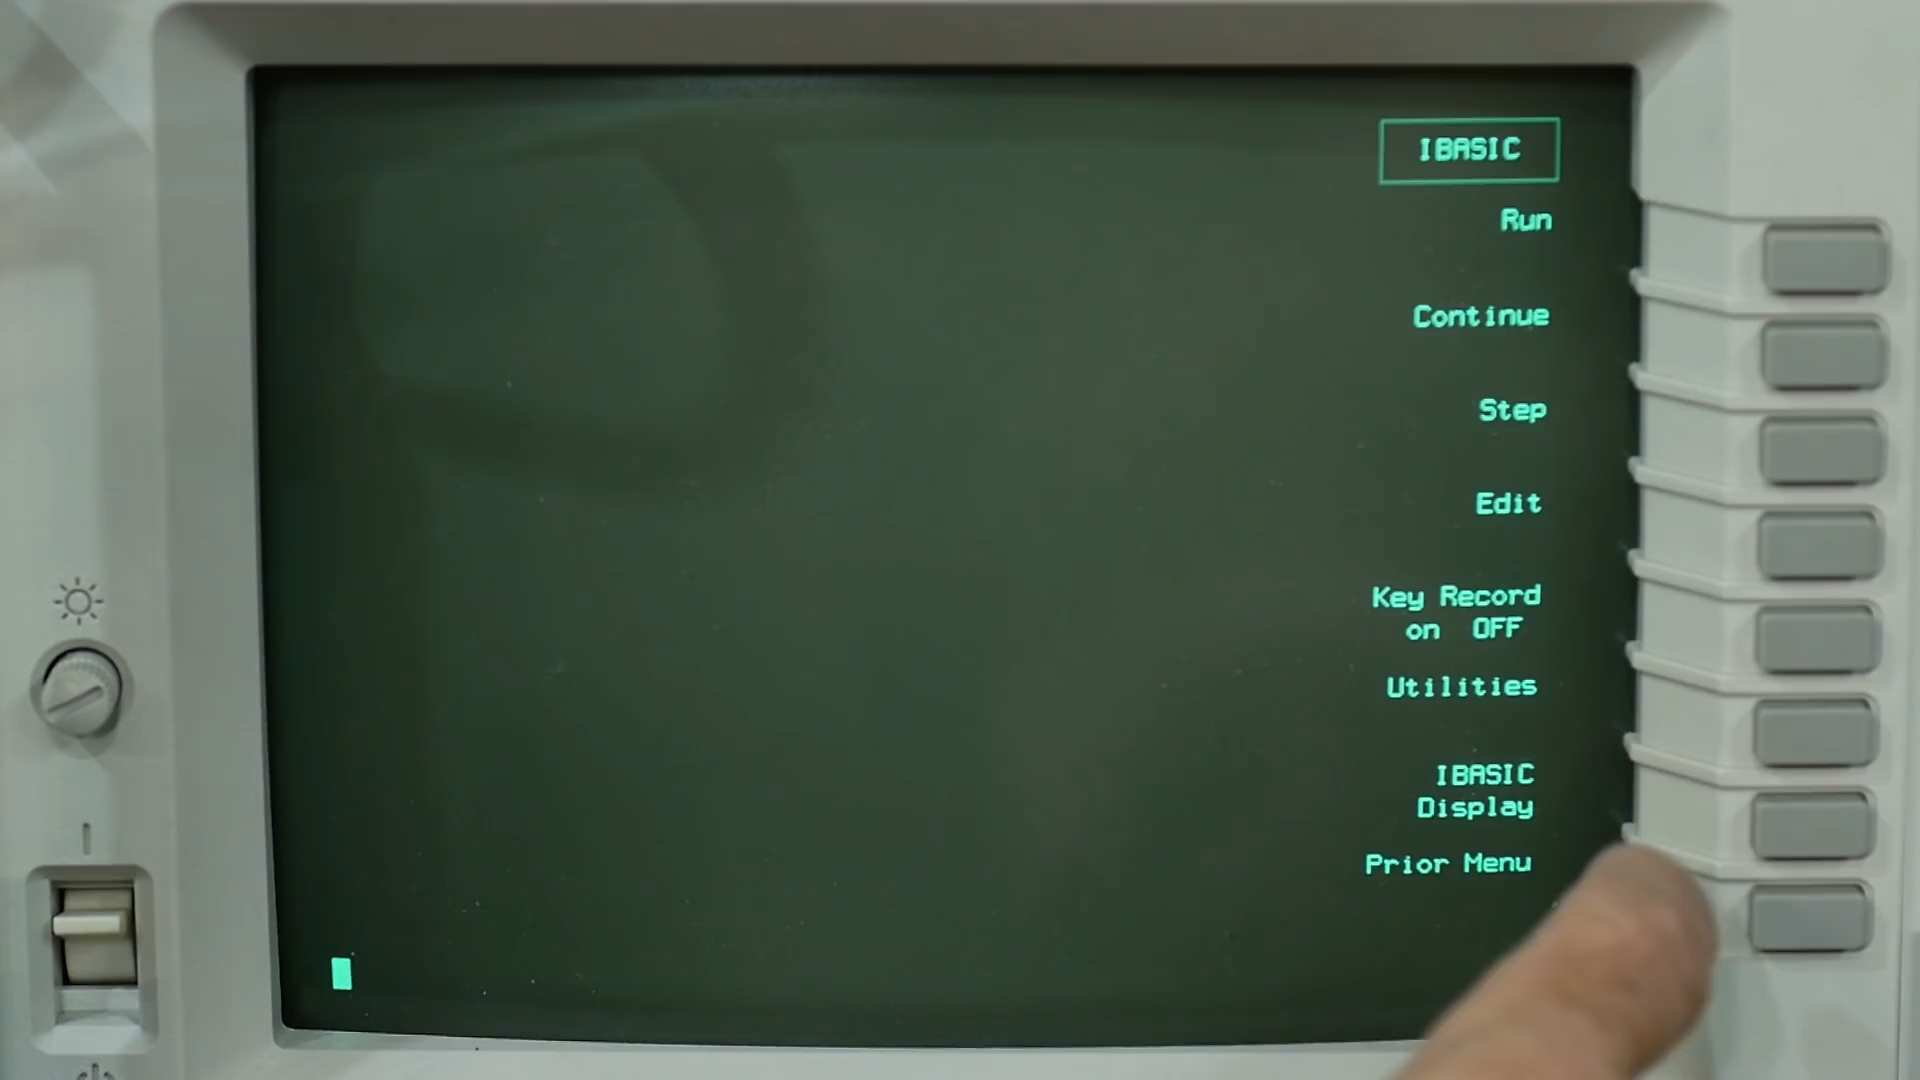 IBASIC
Run
Continue
Step
Edit
Key Record
on OFF
Utilities
IBASIC
Display
Prior Menu